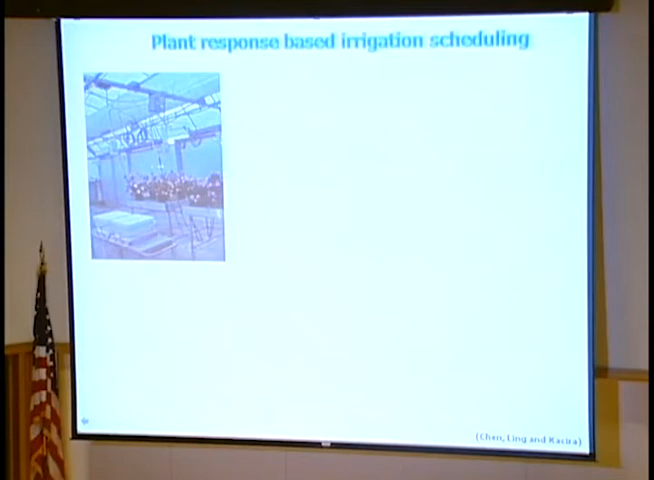 Plant response based irrigation scheduling
(Chen, Ling and Kacira)